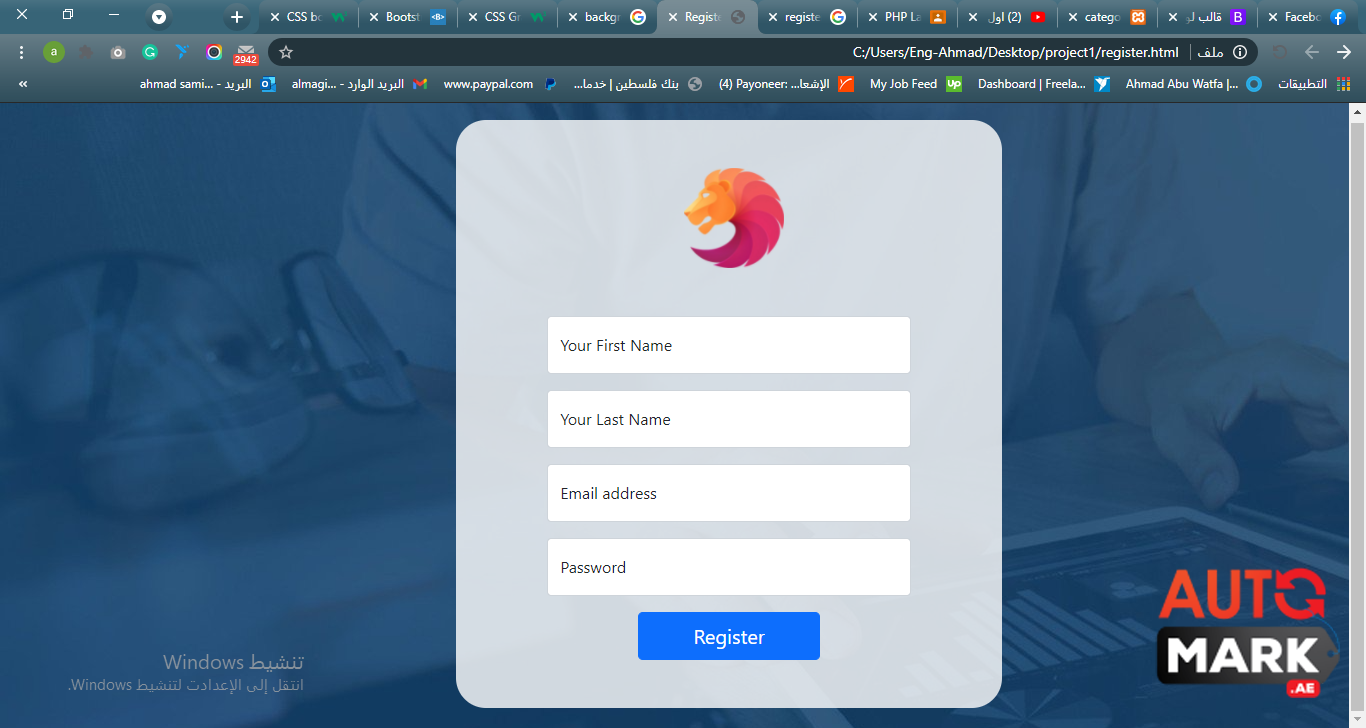 CSS bo
Bootst
CSS Gr
backgr
Registe
registe
PHP La
(2) اول
catego
قالب لو
Facebo
C:/Users/Eng-Ahmad/Desktop/project1/register.html
ملف
2942
a
»
البريد - ...ahmad sami
البريد الوارد - ...almagi
www.paypal.com
بنك فلسطين | خدما...
(4) Payoneer: الإشعا...
My Job Feed
Dashboard | Freela...
Ahmad Abu Watfa |...
التطبيقات
Your First Name
Your Last Name
Email address
Password
Register
AUTO
MARK
.AE
تنشيط Windows
انتقل إلى الإعدادات لتنشيط Windows.